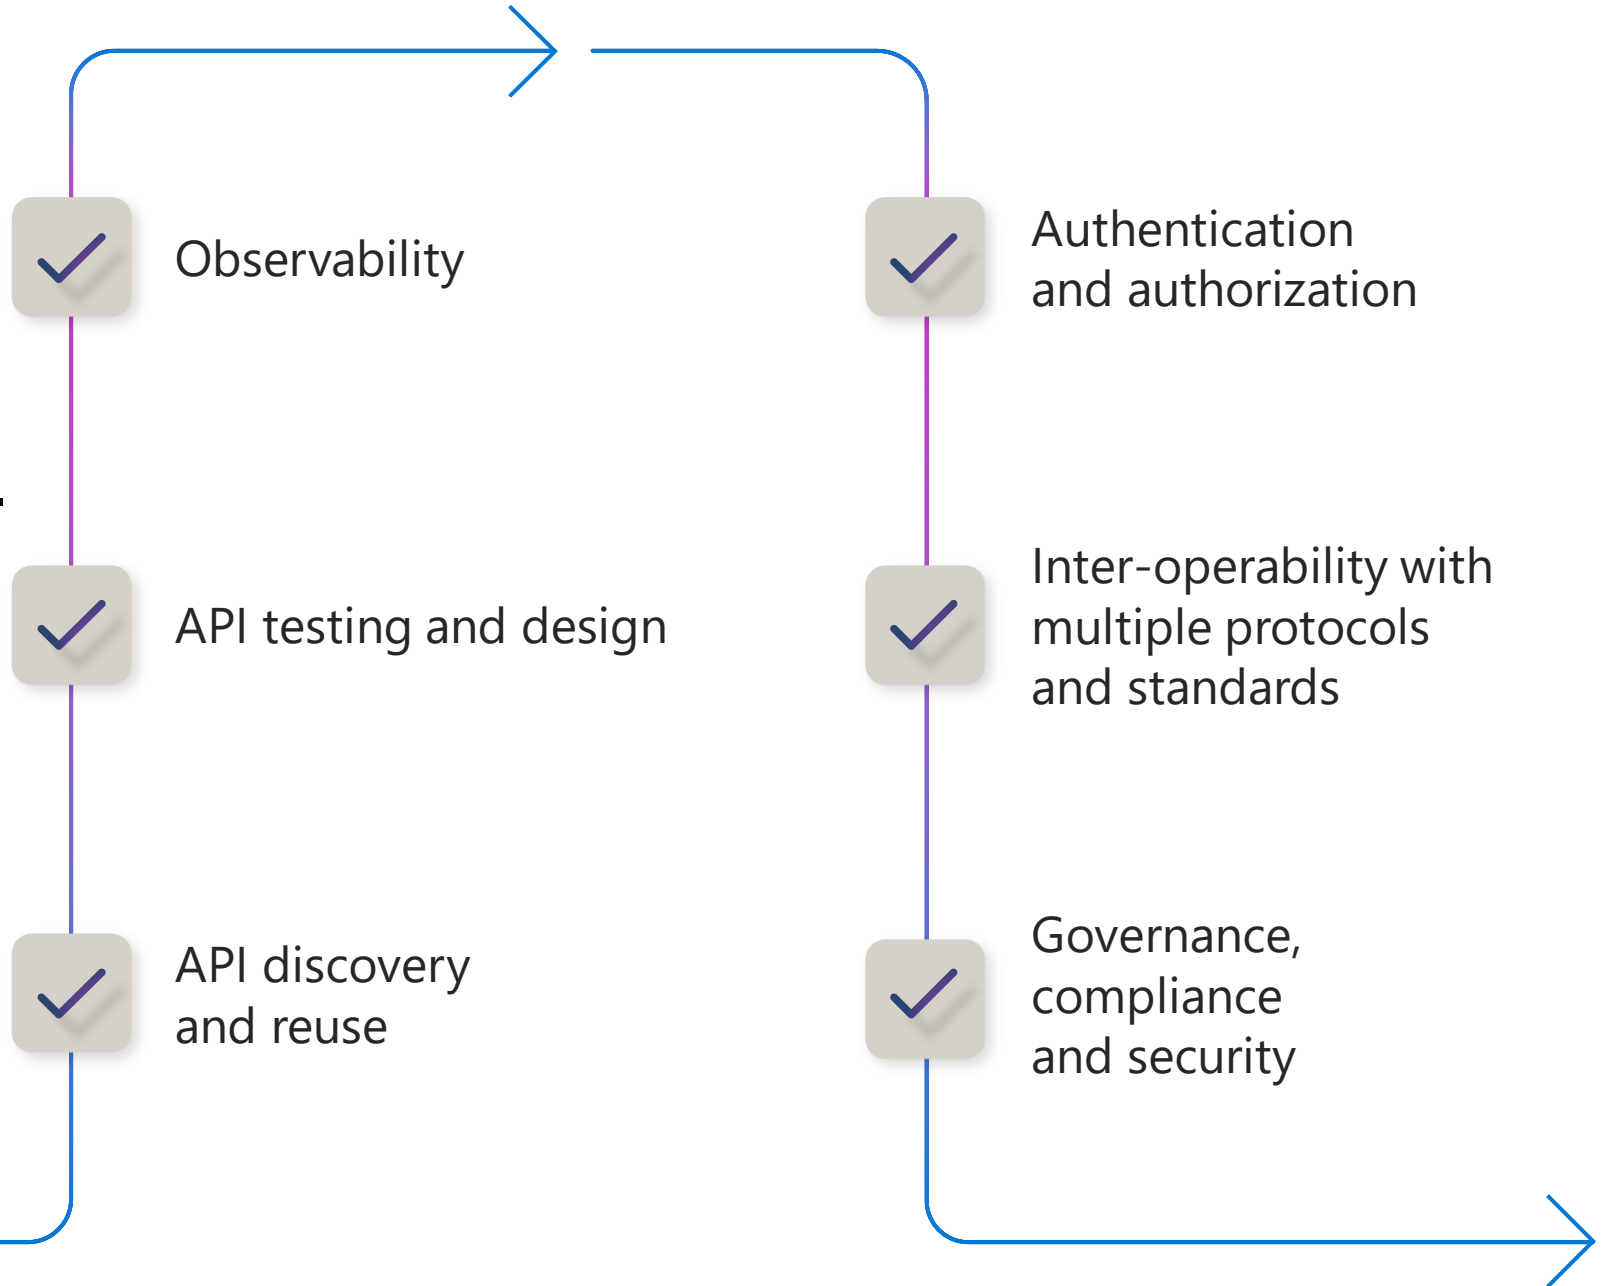 Observability
API testing and design
API discovery
and reuse
Authentication
and authorization
Inter-operability with
multiple protocols
and standards
Governance,
compliance
and security